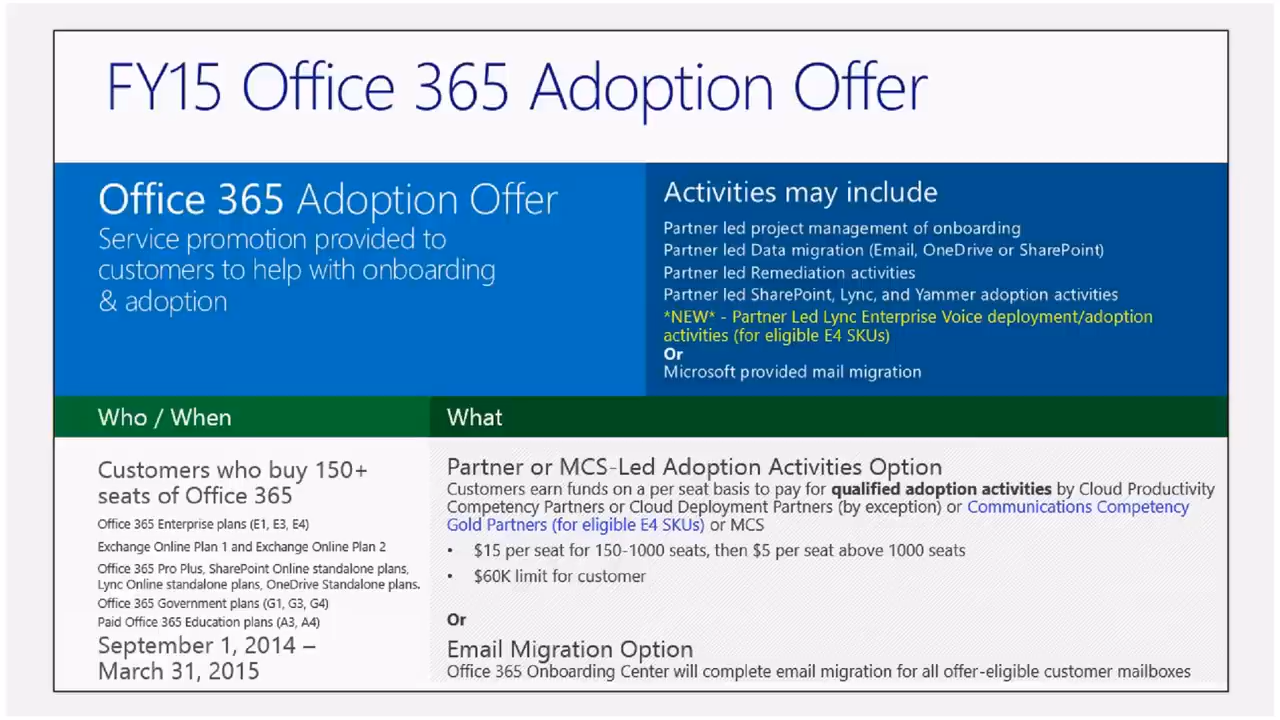 FY15 Office 365 Adoption Offer
Office 365 Adoption Offer
Service promotion provided to
customers to help with onboarding
& adoption
Activities may include
Partner led project management of onboarding
Partner led Data migration (Email, OneDrive or SharePoint)
Partner led Remediation activities
Partner led SharePoint, Lync, and Yammer adoption activities
*NEW* - Partner Led Lync Enterprise Voice deployment/adoption
activities (for eligible E4 SKUs)
Or
Microsoft provided mail migration
Who / When
Customers who buy 150+
seats of Office 365
Office 365 Enterprise plans (E1, E3, E4)
Exchange Online Plan 1 and Exchange Online Plan 2
Office 365 Pro Plus, SharePoint Online standalone plans,
Lync Online standalone plans, OneDrive Standalone plans.
Office 365 Government plans (G1, G3, G4)
Paid Office 365 Education plans (A3, A4)
September 1, 2014 –
March 31, 2015
What
Partner or MCS-Led Adoption Activities Option
Customers earn funds on a per seat basis to pay for qualified adoption activities by Cloud Productivity
Competency Partners or Cloud Deployment Partners (by exception) or Communications Competency
Gold Partners (for eligible E4 SKUs) or MCS
• $15 per seat for 150-1000 seats, then $5 per seat above 1000 seats
• $60K limit for customer
Or
Email Migration Option
Office 365 Onboarding Center will complete email migration for all offer-eligible customer mailboxes